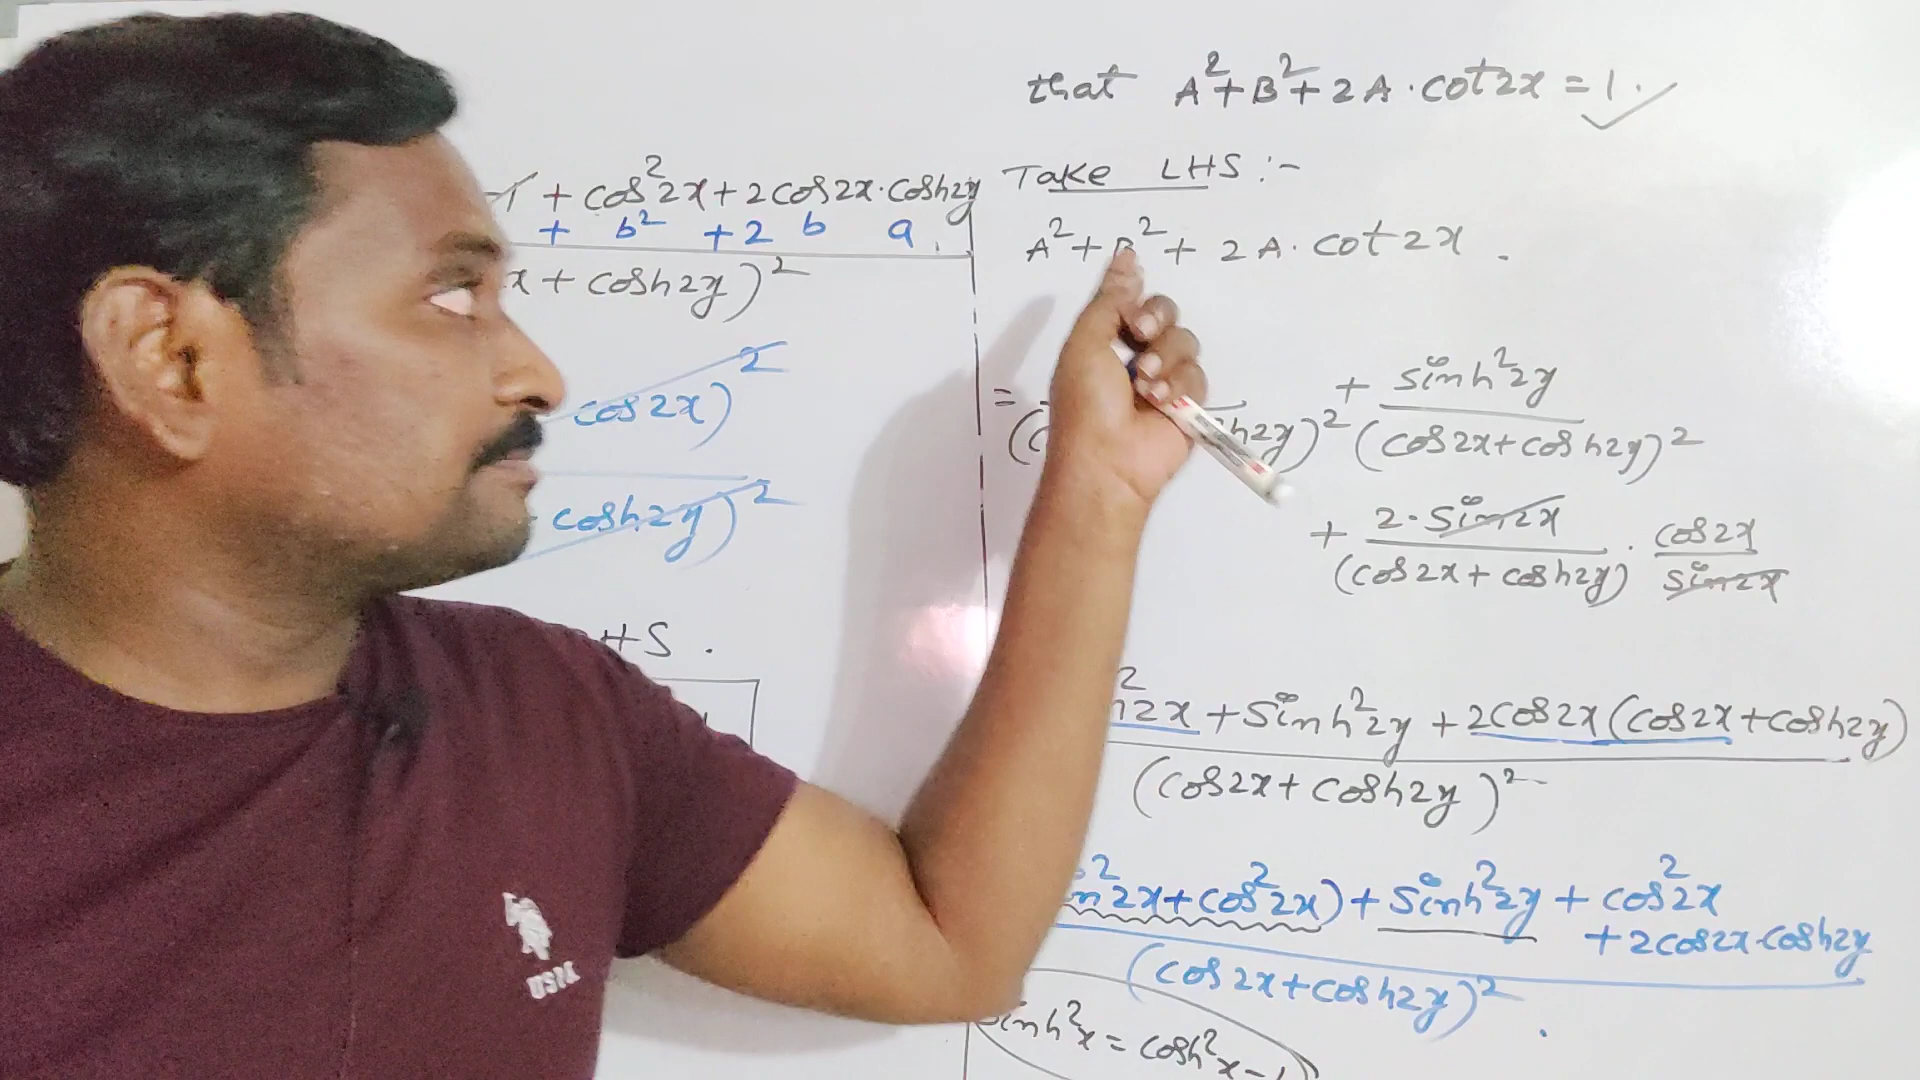 that A²+B²+2A·cot2x=1.
Take LHS:-
A²+B²+2A·cot2x.
= + sinh²2y
h2y)² (cos2x+cosh2y)²
+ 2·sin2x / (cos2x+cosh2y) · cos2x / sin2x
2x+sinh²2y+2cos2x(cos2x+cosh2y)
(cos2x+cosh2y)²
2x+cos²2x)+sinh²2y+cos²2x
+2cos2x·cosh2y
(cos2x+cosh2y)².
sinh²x=cosh²x-1
-1+cos²2x+2cos2x·cosh2y
+ b² +2 b a.
x+cosh2y)²
cos2x)²
cosh2y)²
HS.
USPA